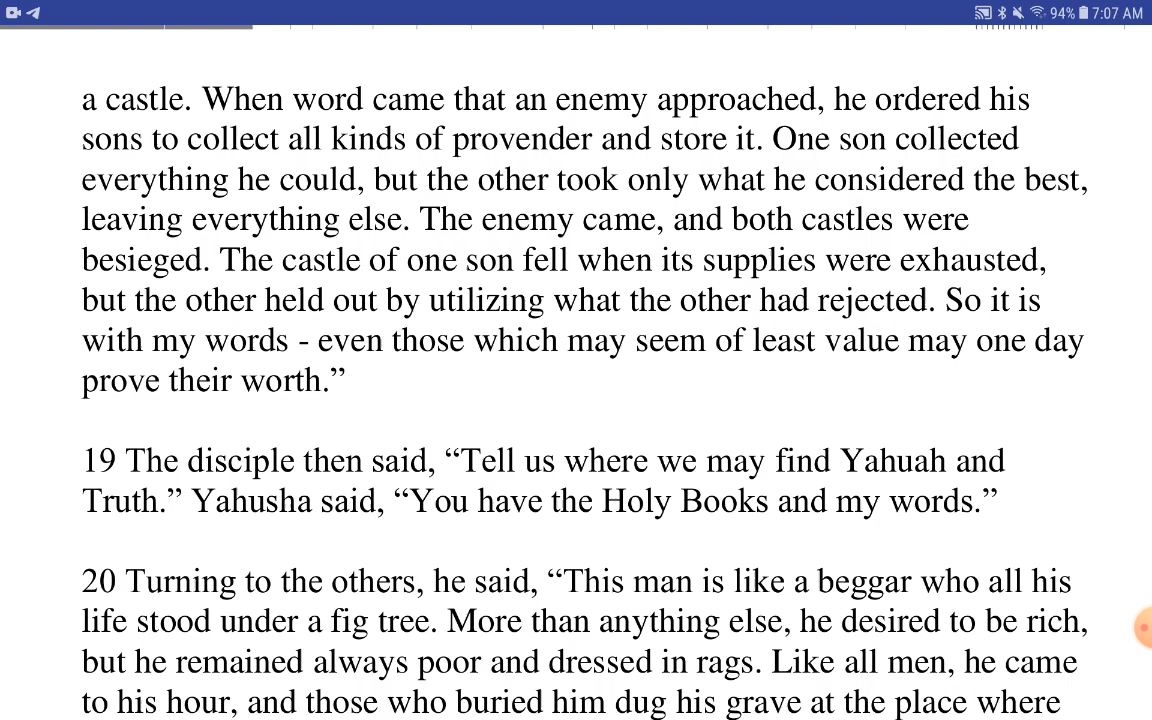 94% 7:07 AM
a castle. When word came that an enemy approached, he ordered his
sons to collect all kinds of provender and store it. One son collected
everything he could, but the other took only what he considered the best,
leaving everything else. The enemy came, and both castles were
besieged. The castle of one son fell when its supplies were exhausted,
but the other held out by utilizing what the other had rejected. So it is
with my words - even those which may seem of least value may one day
prove their worth.”
19 The disciple then said, “Tell us where we may find Yahuah and
Truth.” Yahusha said, “You have the Holy Books and my words.”
20 Turning to the others, he said, “This man is like a beggar who all his
life stood under a fig tree. More than anything else, he desired to be rich,
but he remained always poor and dressed in rags. Like all men, he came
to his hour, and those who buried him dug his grave at the place where